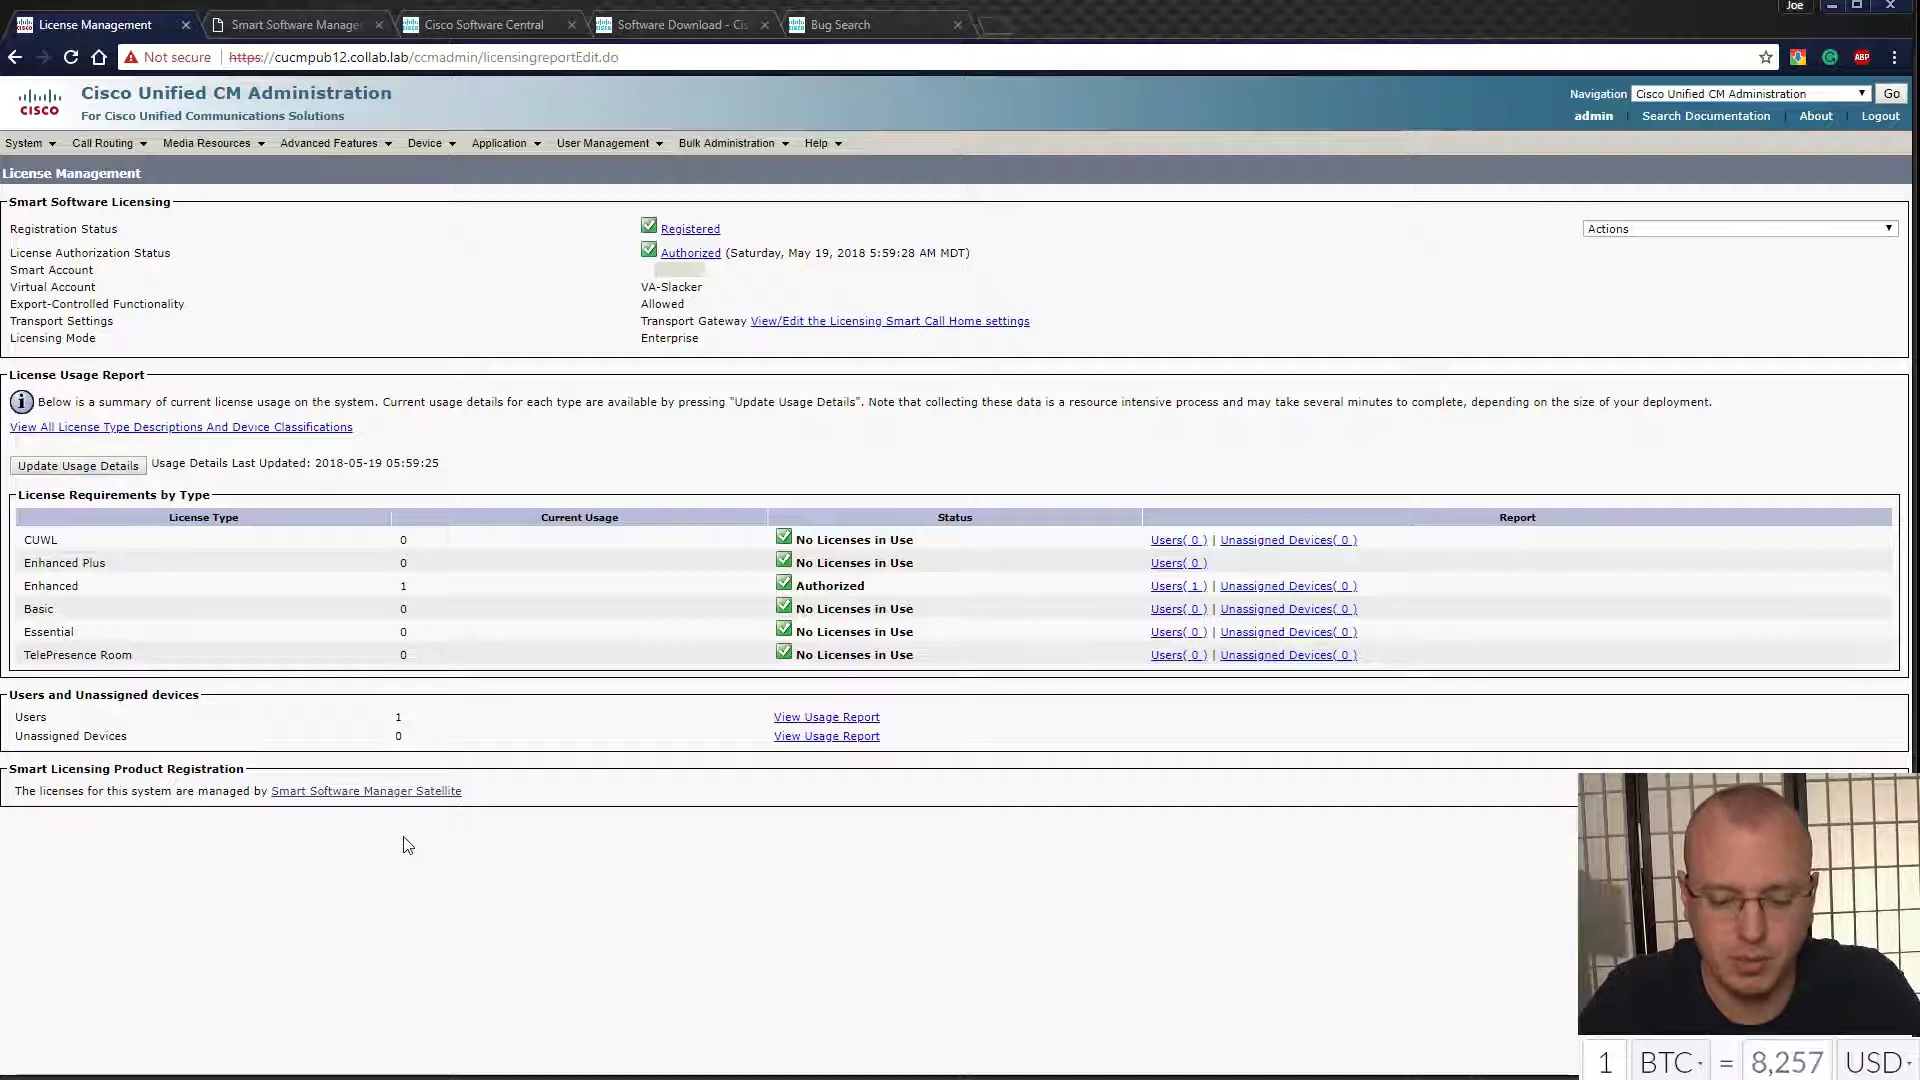 Joe
License Management
Smart Software Manage
Cisco Software Central
Software Download - Cis
Bug Search
Not secure
https://cucmpub12.collab.lab/ccmadmin/licensingreportEdit.do
ABP
CISCO
Cisco Unified CM Administration
For Cisco Unified Communications Solutions
Navigation Cisco Unified CM Administration Go
admin Search Documentation About Logout
System Call Routing Media Resources Advanced Features Device Application User Management Bulk Administration Help
License Management
Smart Software Licensing
Registration Status Registered Actions
License Authorization Status Authorized (Saturday, May 19, 2018 5:59:28 AM MDT)
Smart Account
Virtual Account VA-Slacker
Export-Controlled Functionality Allowed
Transport Settings Transport Gateway View/Edit the Licensing Smart Call Home settings
Licensing Mode Enterprise
License Usage Report
Below is a summary of current license usage on the system. Current usage details for each type are available by pressing "Update Usage Details". Note that collecting these data is a resource intensive process and may take several minutes to complete, depending on the size of your deployment.
View All License Type Descriptions And Device Classifications
Update Usage Details Usage Details Last Updated: 2018-05-19 05:59:25
License Requirements by Type
License Type Current Usage Status Report
CUWL 0 No Licenses in Use Users( 0 ) | Unassigned Devices( 0 )
Enhanced Plus 0 No Licenses in Use Users( 0 )
Enhanced 1 Authorized Users( 1 ) | Unassigned Devices( 0 )
Basic 0 No Licenses in Use Users( 0 ) | Unassigned Devices( 0 )
Essential 0 No Licenses in Use Users( 0 ) | Unassigned Devices( 0 )
TelePresence Room 0 No Licenses in Use Users( 0 ) | Unassigned Devices( 0 )
Users and Unassigned devices
Users 1 View Usage Report
Unassigned Devices 0 View Usage Report
Smart Licensing Product Registration
The licenses for this system are managed by Smart Software Manager Satellite
1 BTC = 8,257 USD